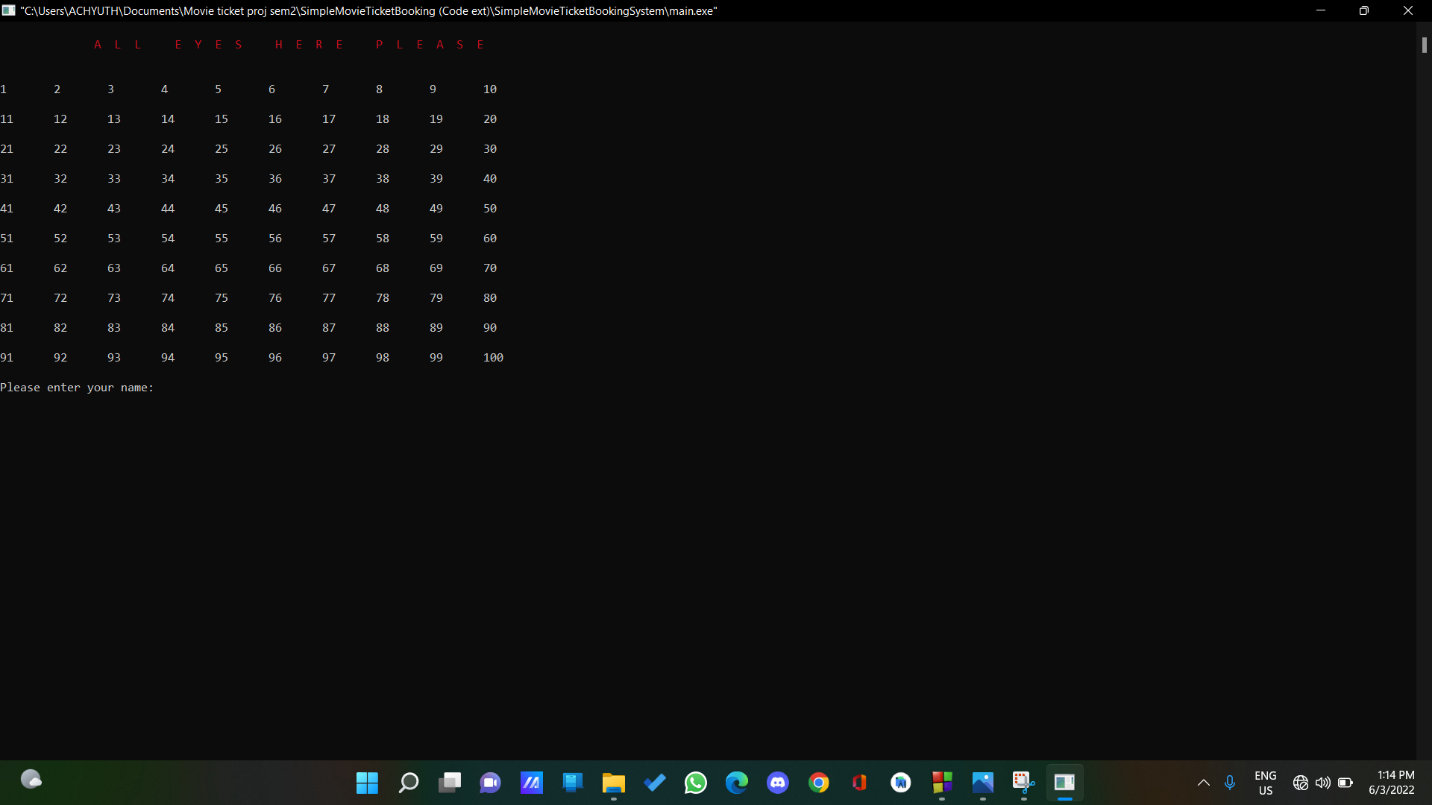 "C:\Users\ACHYUTH\Documents\Movie ticket proj sem2\SimpleMovieTicketBooking (Code ext)\SimpleMovieTicketBookingSystem\main.exe"
A L L   E Y E S   H E R E   P L E A S E
1 2 3 4 5 6 7 8 9 10
11 12 13 14 15 16 17 18 19 20
21 22 23 24 25 26 27 28 29 30
31 32 33 34 35 36 37 38 39 40
41 42 43 44 45 46 47 48 49 50
51 52 53 54 55 56 57 58 59 60
61 62 63 64 65 66 67 68 69 70
71 72 73 74 75 76 77 78 79 80
81 82 83 84 85 86 87 88 89 90
91 92 93 94 95 96 97 98 99 100
Please enter your name:
ENG
US
1:14 PM
6/3/2022